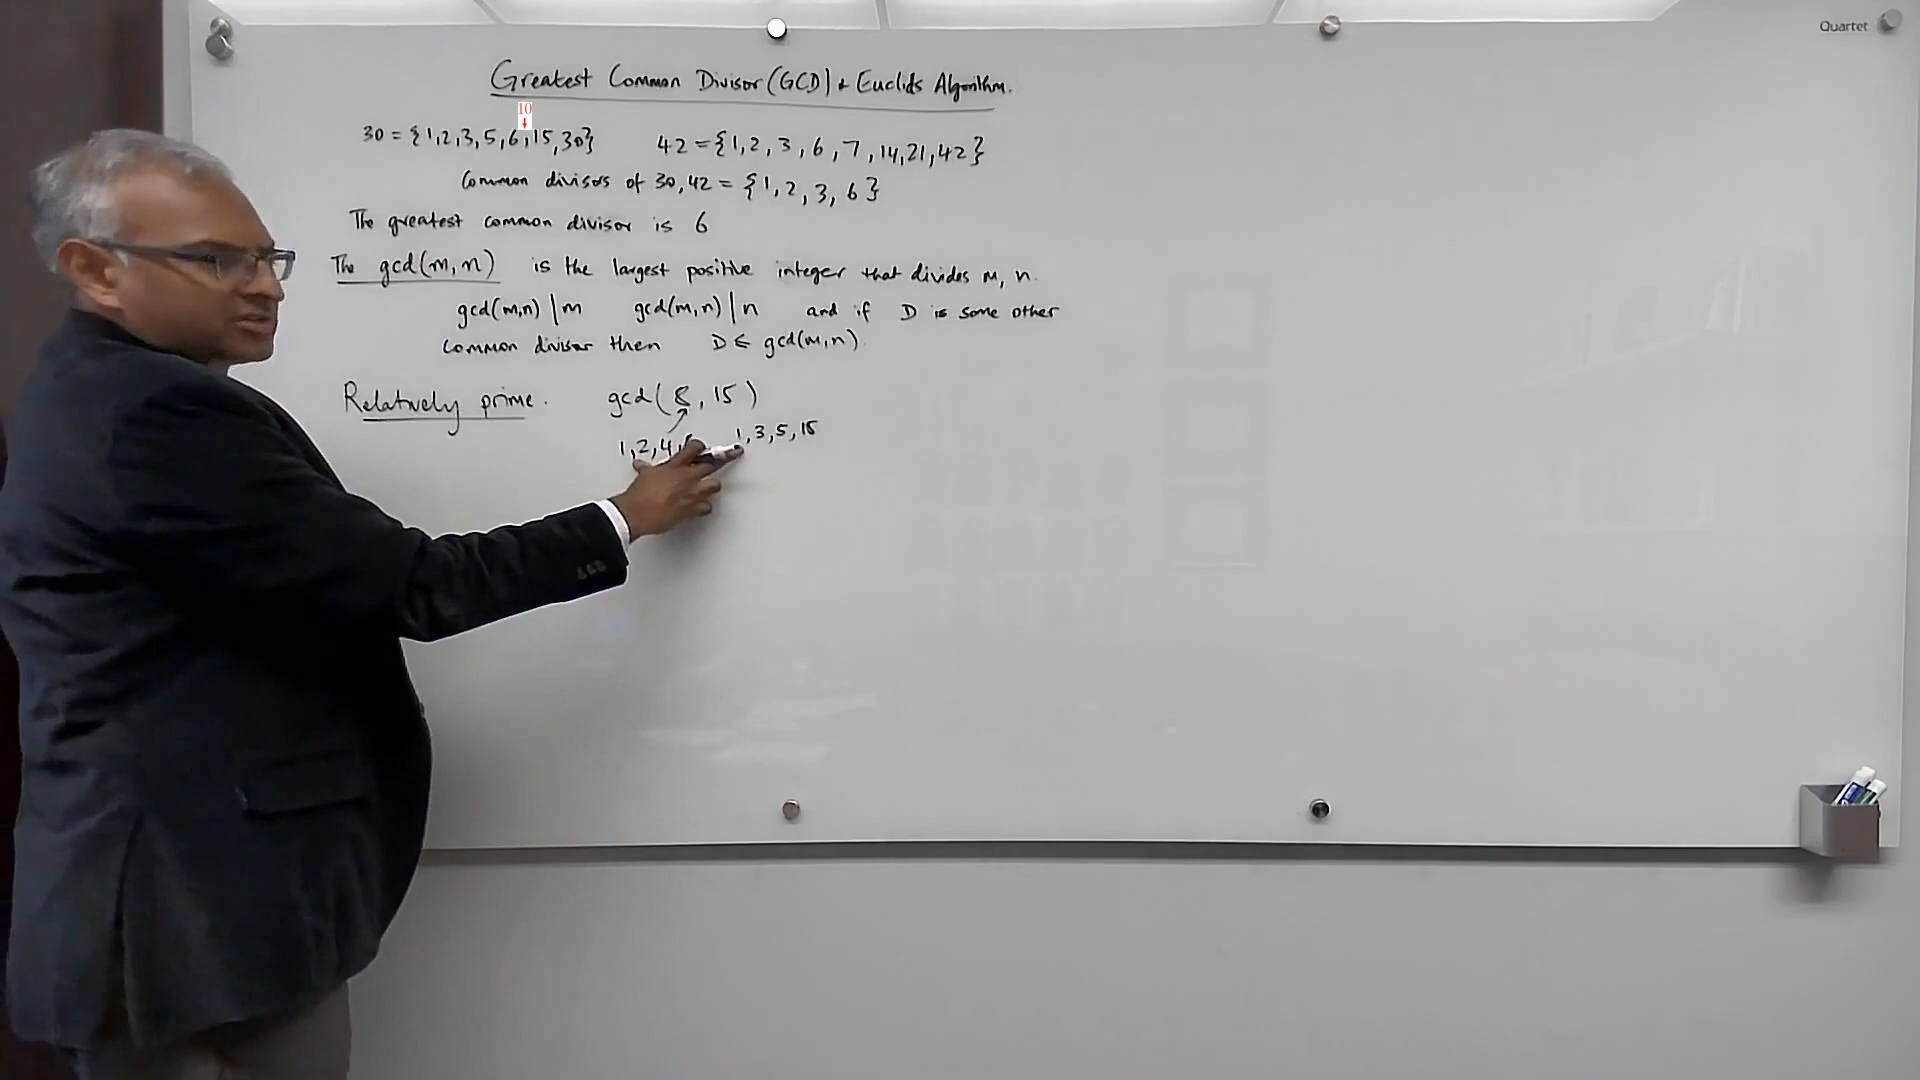 Quartet
Greatest Common Divisor (GCD) + Euclids Algorithm.
10
30 = {1,2,3,5,6,15,30} 42 = {1,2,3,6,7,14,21,42}
Common divisors of 30,42 = {1,2,3,6}
The greatest common divisor is 6
The gcd(m,n) is the largest positive integer that divides m, n.
gcd(m,n)|m gcd(m,n)|n and if D is some other
common divisor then D ≤ gcd(m,n).
Relatively prime. gcd(8,15)
1,2,4, 1,3,5,15